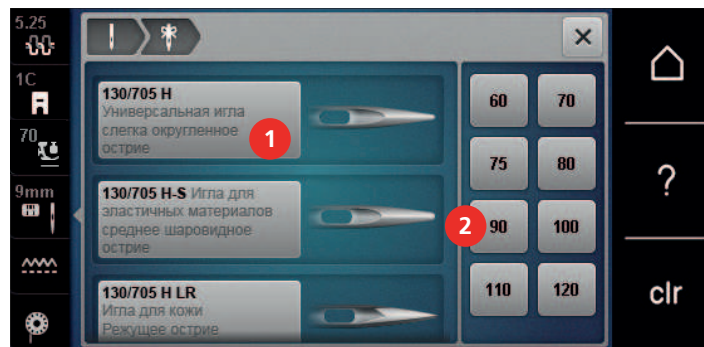 5.25
1C
70
9mm
130/705 H
Универсальная игла
слегка округленное
острие
1
130/705 H-S Игла для
эластичных материалов
среднее шаровидное
острие
130/705 H LR
Игла для кожи
Режущее острие
60 70
75 80
2
90 100
110 120
?
clr